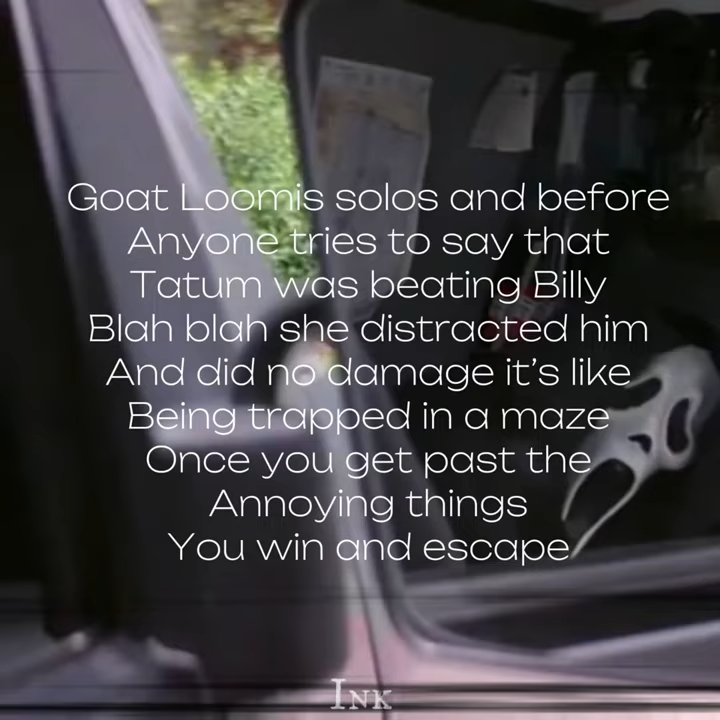 Goat Loomis solos and before
Anyone tries to say that
Tatum was beating Billy
Blah blah she distracted him
And did no damage it's like
Being trapped in a maze
Once you get past the
Annoying things
You win and escape
INK